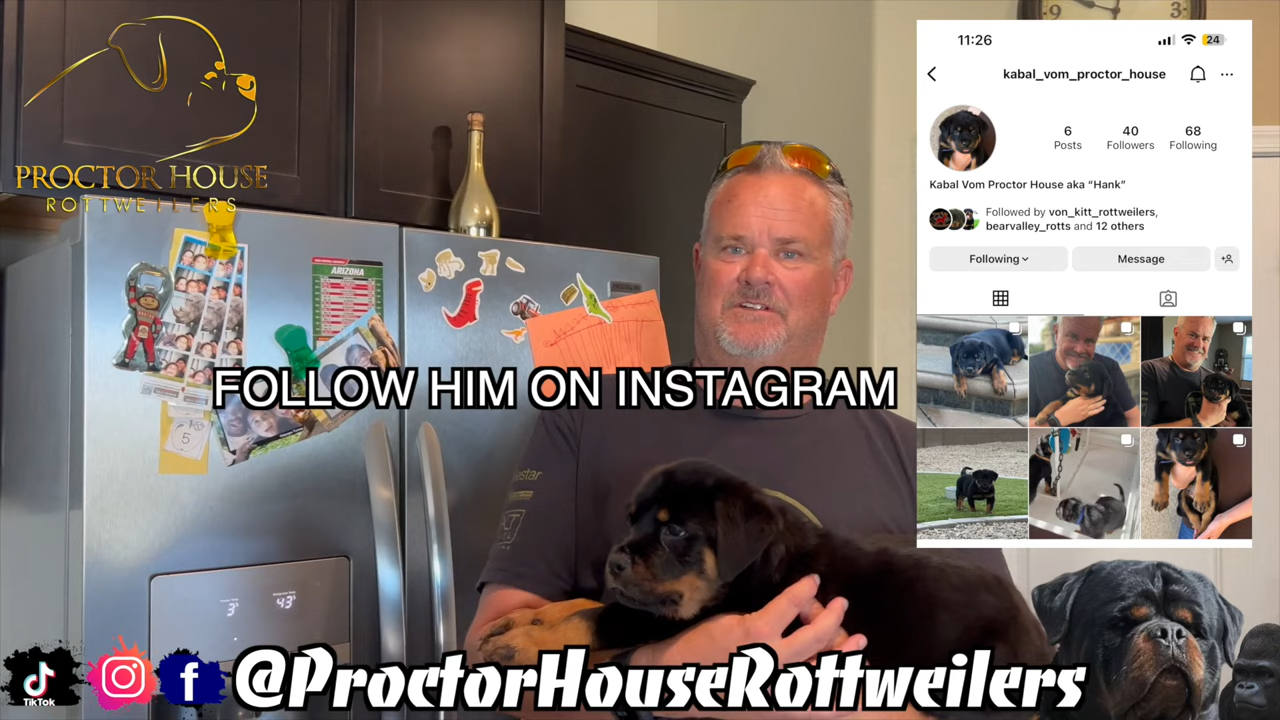 PROCTOR HOUSE
ROTTWEILERS
ARIZONA
5
3°
43°
FOLLOW HIM ON INSTAGRAM
11:26
24
kabal_vom_proctor_house
6
40
68
Posts
Followers
Following
Kabal Vom Proctor House aka “Hank”
Followed by von_kitt_rottweilers,
bearvalley_rotts and 12 others
Following
Message
9
3
TikTok
@ProctorHouseRottweilers